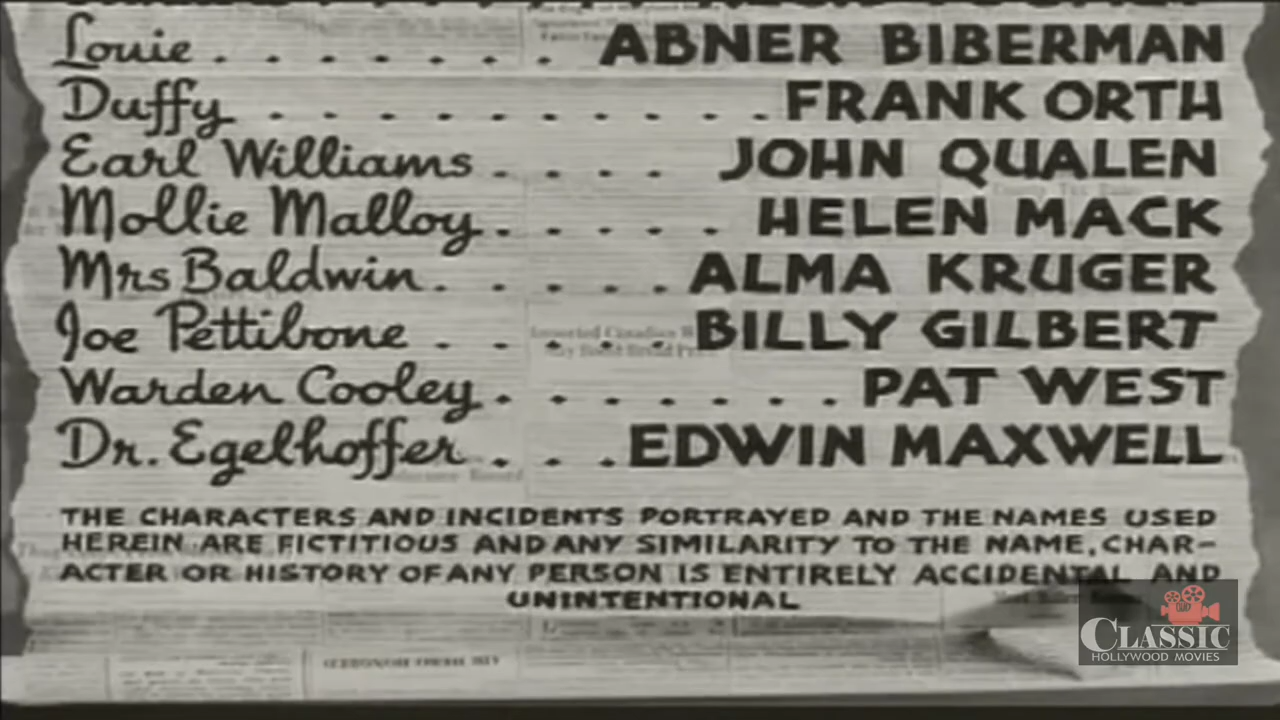 Louie . . . . . . . ABNER BIBERMAN
Duffy . . . . . . . . . . FRANK ORTH
Earl Williams . . . . JOHN QUALEN
Mollie Malloy . . . . . HELEN MACK
Mrs Baldwin . . . . . ALMA KRUGER
Joe Pettibone . . . . . BILLY GILBERT
Warden Cooley . . . . . . . PAT WEST
Dr. Egelhoffer . . . EDWIN MAXWELL
THE CHARACTERS AND INCIDENTS PORTRAYED AND THE NAMES USED
HEREIN ARE FICTITIOUS AND ANY SIMILARITY TO THE NAME, CHAR-
ACTER OR HISTORY OF ANY PERSON IS ENTIRELY ACCIDENTAL AND
UNINTENTIONAL
CLASSIC
HOLLYWOOD MOVIES